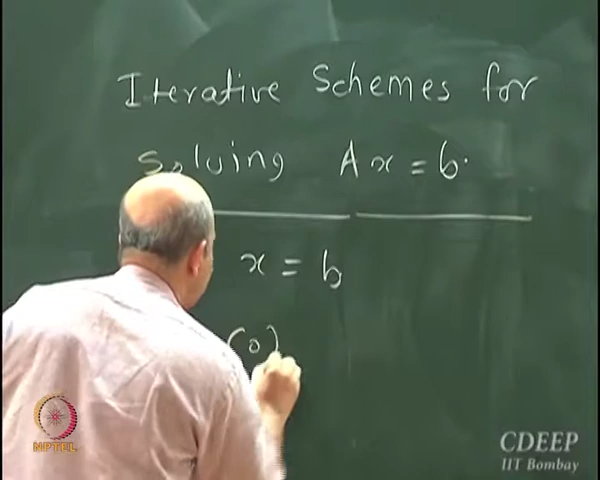 Iterative Schemes for
Solving Ax = b.
x = b
(0)
NPTEL
CDEEP
IIT Bombay